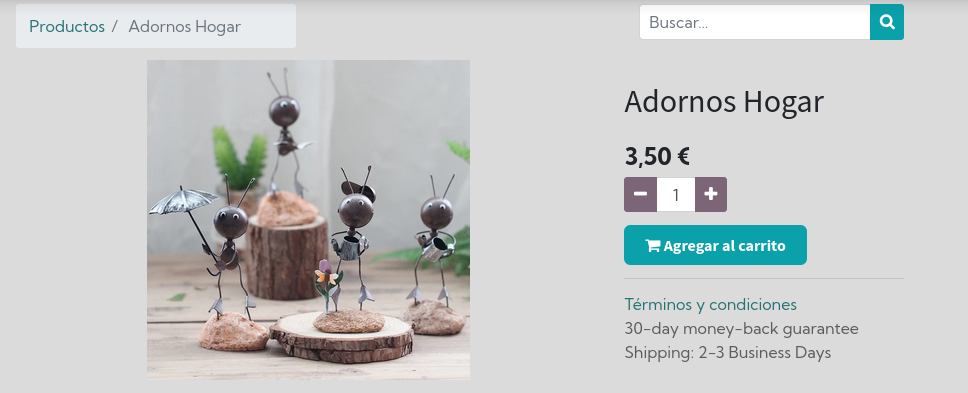 Productos / Adornos Hogar
Buscar...
Adornos Hogar
3,50 €
1
Agregar al carrito
Términos y condiciones
30-day money-back guarantee
Shipping: 2-3 Business Days